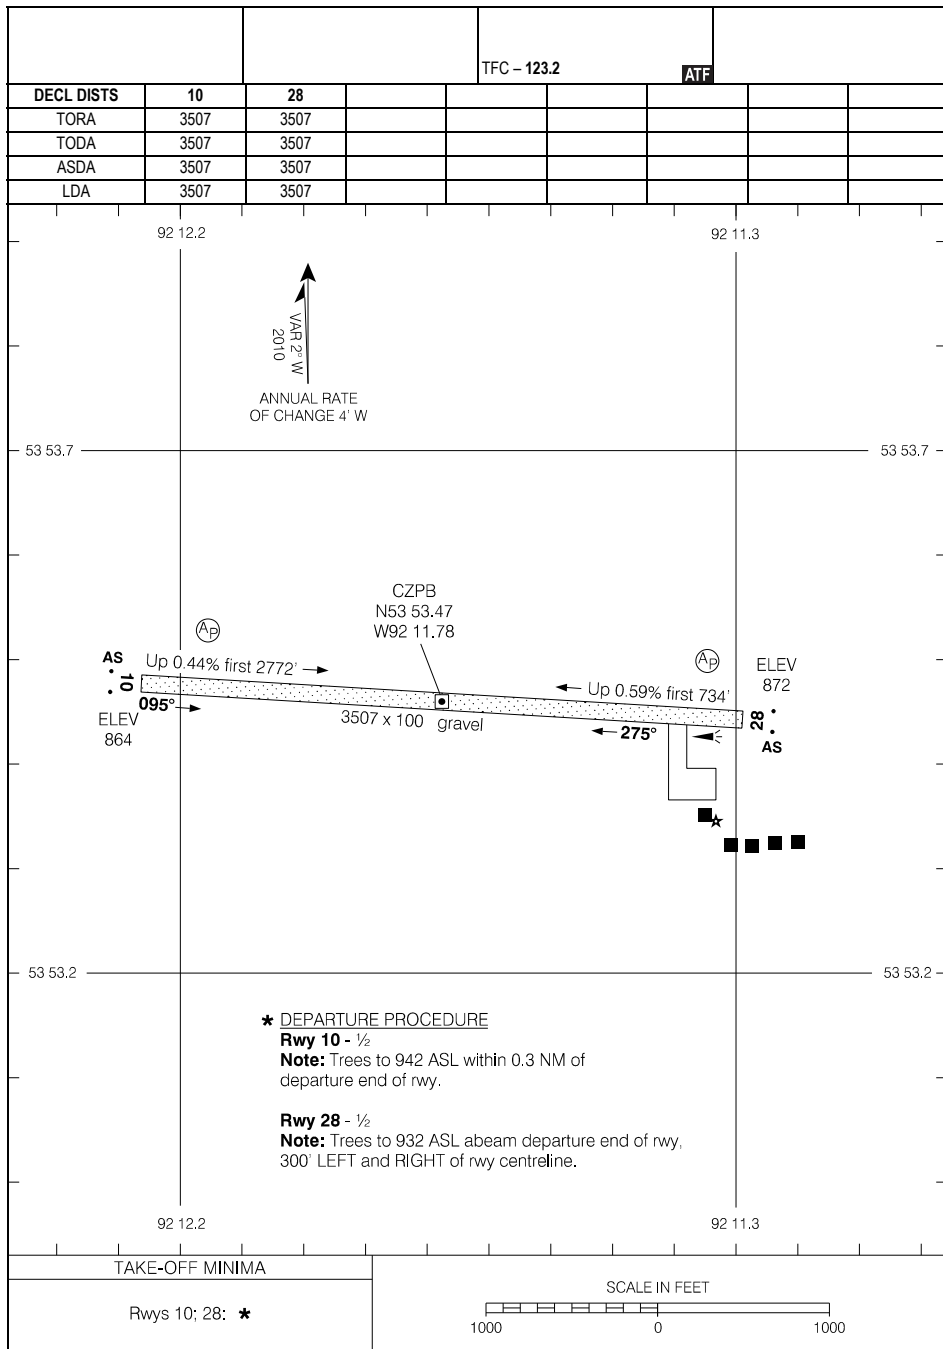 TFC – 123.2
ATF
DECL DISTS 10 28
TORA 3507 3507
TODA 3507 3507
ASDA 3507 3507
LDA 3507 3507
92 12.2 92 11.3
VAR 2° W
2010
ANNUAL RATE
OF CHANGE 4' W
53 53.7 53 53.7
CZPB
N53 53.47
W92 11.78
AP
AP
AS
Up 0.44% first 2772'
10
095°
ELEV
864
3507 x 100 gravel
Up 0.59% first 734'
275°
ELEV
872
28
AS
53 53.2 53 53.2
* DEPARTURE PROCEDURE
Rwy 10 - ½
Note: Trees to 942 ASL within 0.3 NM of
departure end of rwy.
Rwy 28 - ½
Note: Trees to 932 ASL abeam departure end of rwy,
300' LEFT and RIGHT of rwy centreline.
92 12.2 92 11.3
TAKE-OFF MINIMA
Rwys 10; 28: *
SCALE IN FEET
1000 0 1000